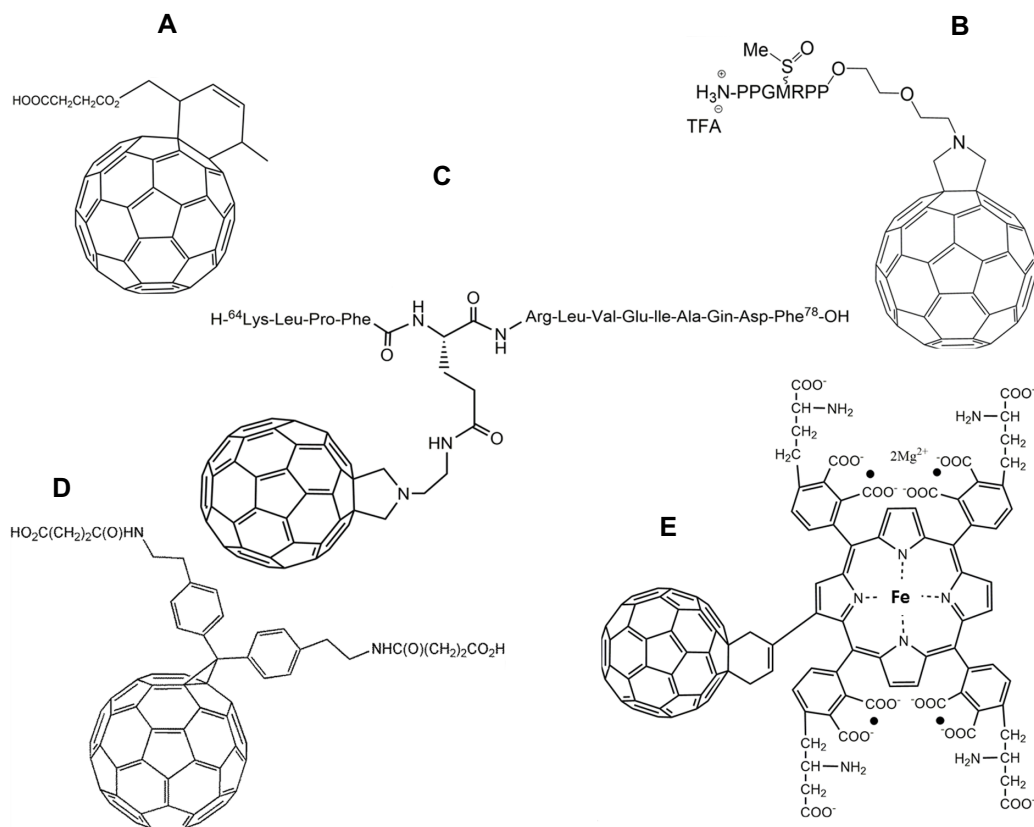 A
HOOCCH₂CH₂CO₂
B
Me
O
S
H₃N-PPGMRPP
⊕
⊖
TFA
O
O
N
C
H-⁶⁴Lys-Leu-Pro-Phe
O
H
N
O
N
H
Arg-Leu-Val-Glu-Ile-Ala-Gin-Asp-Phe⁷⁸-OH
H
N
O
N
D
HO₂C(CH₂)₂C(O)HN
NHC(O)(CH₂)₂CO₂H
E
COO⁻
CH-NH₂
CH₂
H₂C
COO⁻
H₂N-CH
CH₂
CH₂
COO⁻
2Mg²⁺
⁻OOC
COO⁻
⁻OOC
N
N
Fe
N
N
COO⁻
⁻OOC
COO⁻
⁻OOC
CH₂
CH-NH₂
CH₂
COO⁻
CH₂
H₂N-CH
CH₂
COO⁻